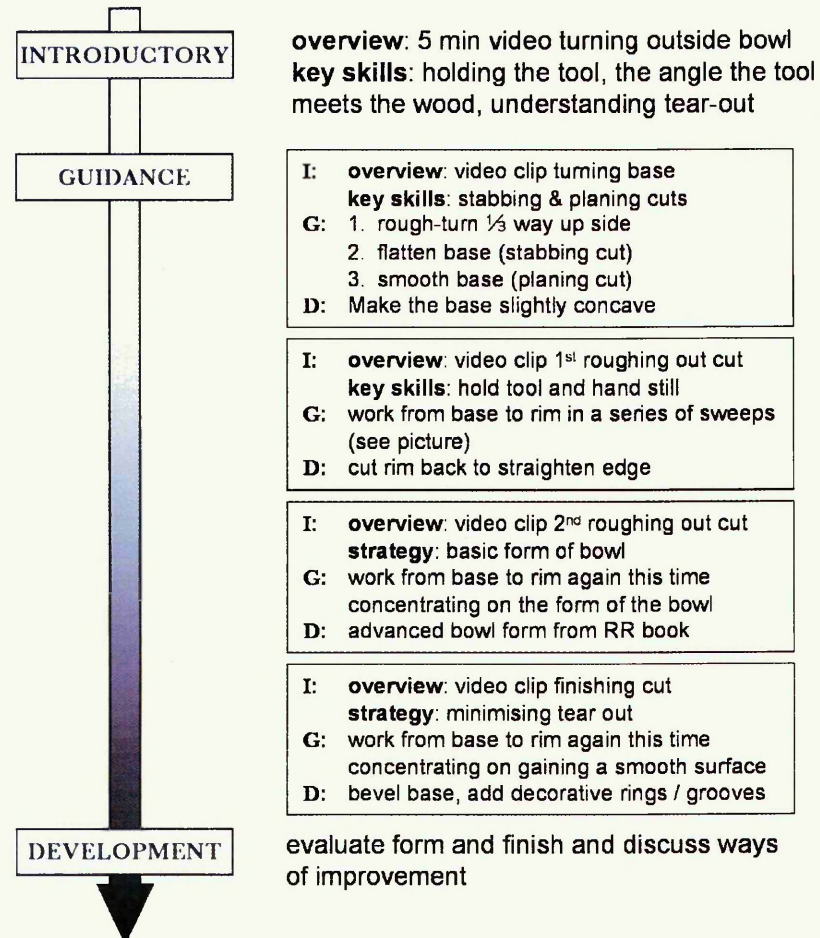 INTRODUCTORY
overview: 5 min video turning outside bowl
key skills: holding the tool, the angle the tool
meets the wood, understanding tear-out
GUIDANCE
I: overview: video clip turning base
key skills: stabbing & planing cuts
G: 1. rough-turn ⅓ way up side
2. flatten base (stabbing cut)
3. smooth base (planing cut)
D: Make the base slightly concave
I: overview: video clip 1st roughing out cut
key skills: hold tool and hand still
G: work from base to rim in a series of sweeps
(see picture)
D: cut rim back to straighten edge
I: overview: video clip 2nd roughing out cut
strategy: basic form of bowl
G: work from base to rim again this time
concentrating on the form of the bowl
D: advanced bowl form from RR book
I: overview: video clip finishing cut
strategy: minimising tear out
G: work from base to rim again this time
concentrating on gaining a smooth surface
D: bevel base, add decorative rings / grooves
DEVELOPMENT
evaluate form and finish and discuss ways
of improvement